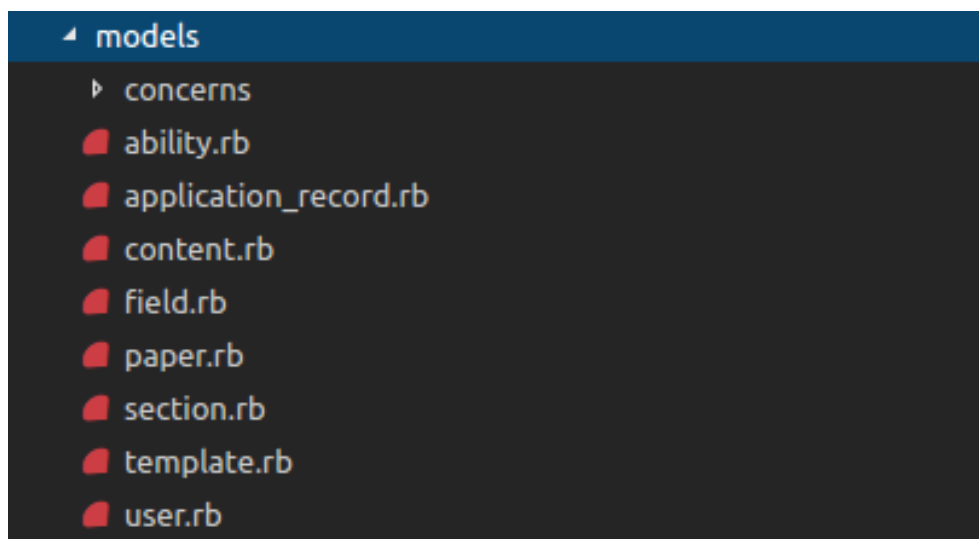 models
concerns
ability.rb
application_record.rb
content.rb
field.rb
paper.rb
section.rb
template.rb
user.rb